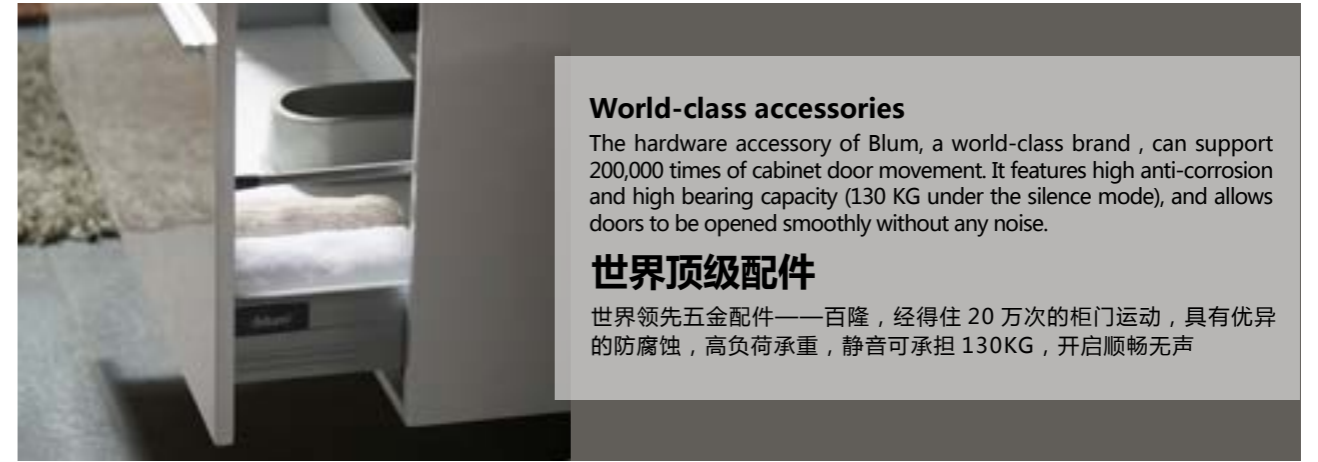 World-class accessories
The hardware accessory of Blum, a world-class brand , can support
200,000 times of cabinet door movement. It features high anti-corrosion
and high bearing capacity (130 KG under the silence mode), and allows
doors to be opened smoothly without any noise.
世界顶级配件
世界领先五金配件——百隆，经得住 20 万次的柜门运动，具有优异
的防腐蚀，高负荷承重，静音可承担 130KG，开启顺畅无声